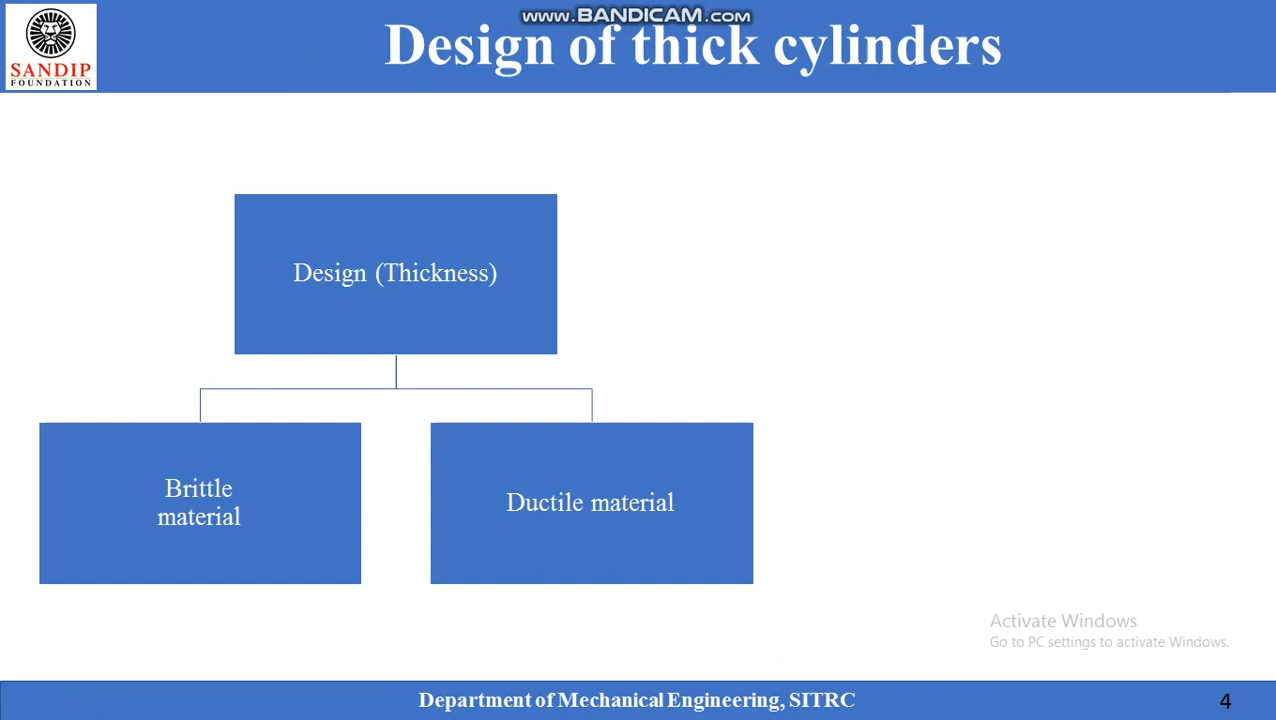 www.BANDICAM.com
Design of thick cylinders
SANDIP
FOUNDATION
Design (Thickness)
Brittle
material
Ductile material
Activate Windows
Go to PC settings to activate Windows.
Department of Mechanical Engineering, SITRC
4